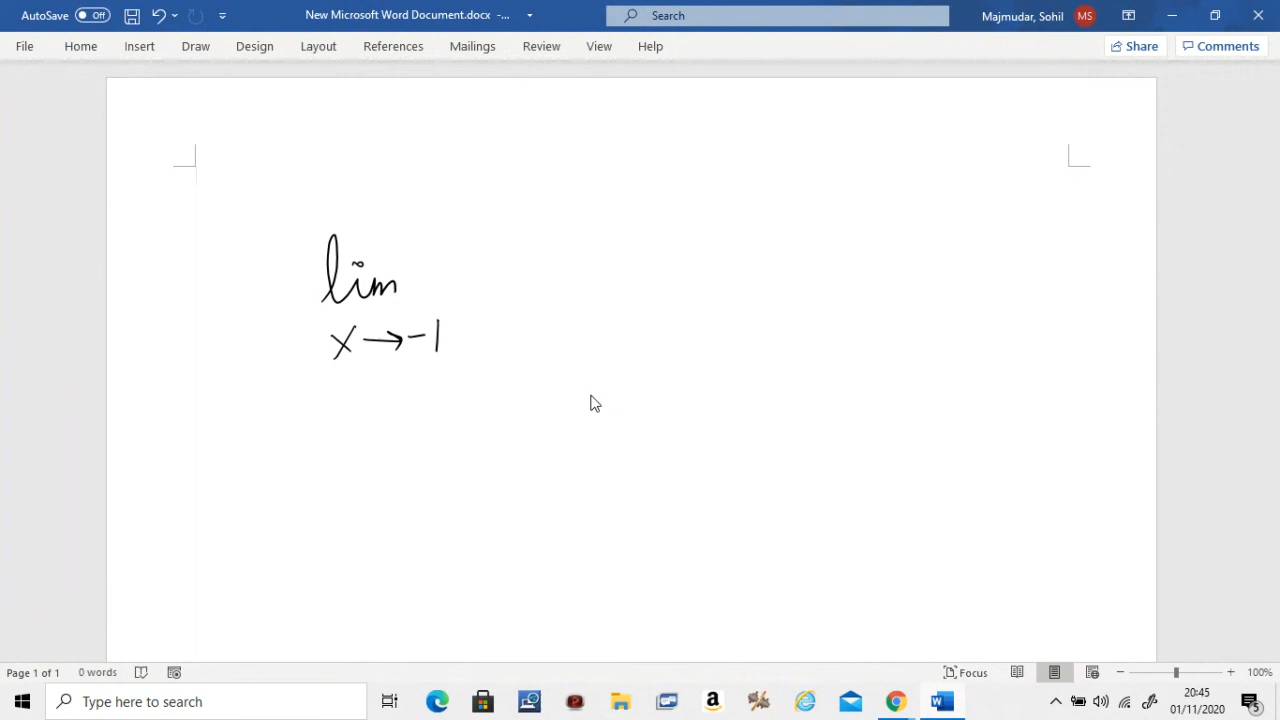 AutoSave Off New Microsoft Word Document.docx -... Search Majmudar, Sohil MS
File Home Insert Draw Design Layout References Mailings Review View Help Share Comments
lim
x → -1
Page 1 of 1 0 words Focus 100%
Type here to search a 20:45
01/11/2020 5